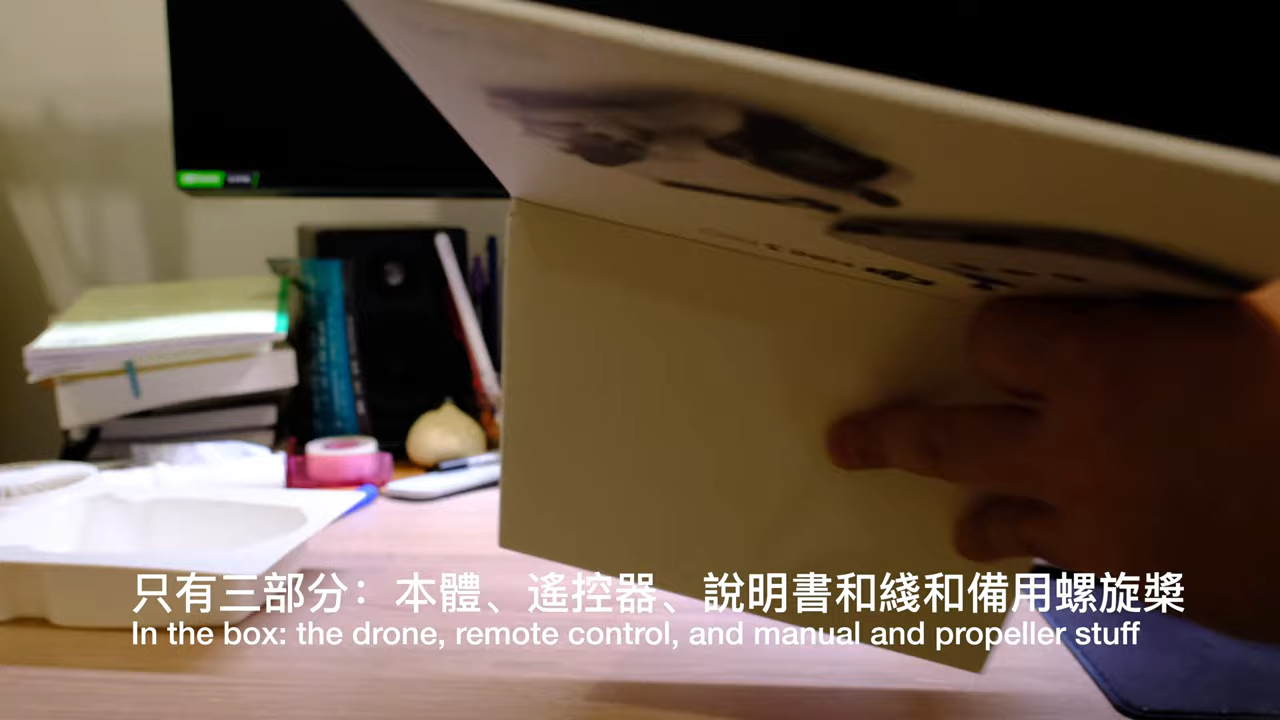 只有三部分：本體、遙控器、說明書和綫和備用螺旋槳
In the box: the drone, remote control, and manual and propeller stuff